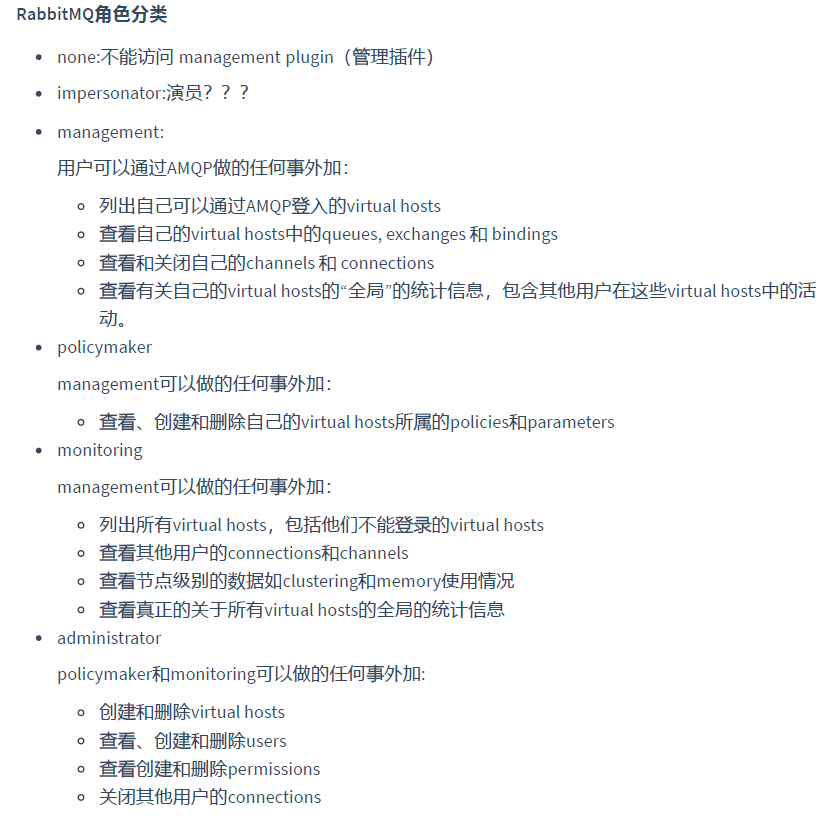 RabbitMQ角色分类
none:不能访问 management plugin（管理插件）
impersonator:演员？？？
management:
用户可以通过AMQP做的任何事外加：
列出自己可以通过AMQP登入的virtual hosts
查看自己的virtual hosts中的queues, exchanges 和 bindings
查看和关闭自己的channels 和 connections
查看有关自己的virtual hosts的“全局”的统计信息，包含其他用户在这些virtual hosts中的活
动。
policymaker
management可以做的任何事外加：
查看、创建和删除自己的virtual hosts所属的policies和parameters
monitoring
management可以做的任何事外加：
列出所有virtual hosts，包括他们不能登录的virtual hosts
查看其他用户的connections和channels
查看节点级别的数据如clustering和memory使用情况
查看真正的关于所有virtual hosts的全局的统计信息
administrator
policymaker和monitoring可以做的任何事外加:
创建和删除virtual hosts
查看、创建和删除users
查看创建和删除permissions
关闭其他用户的connections